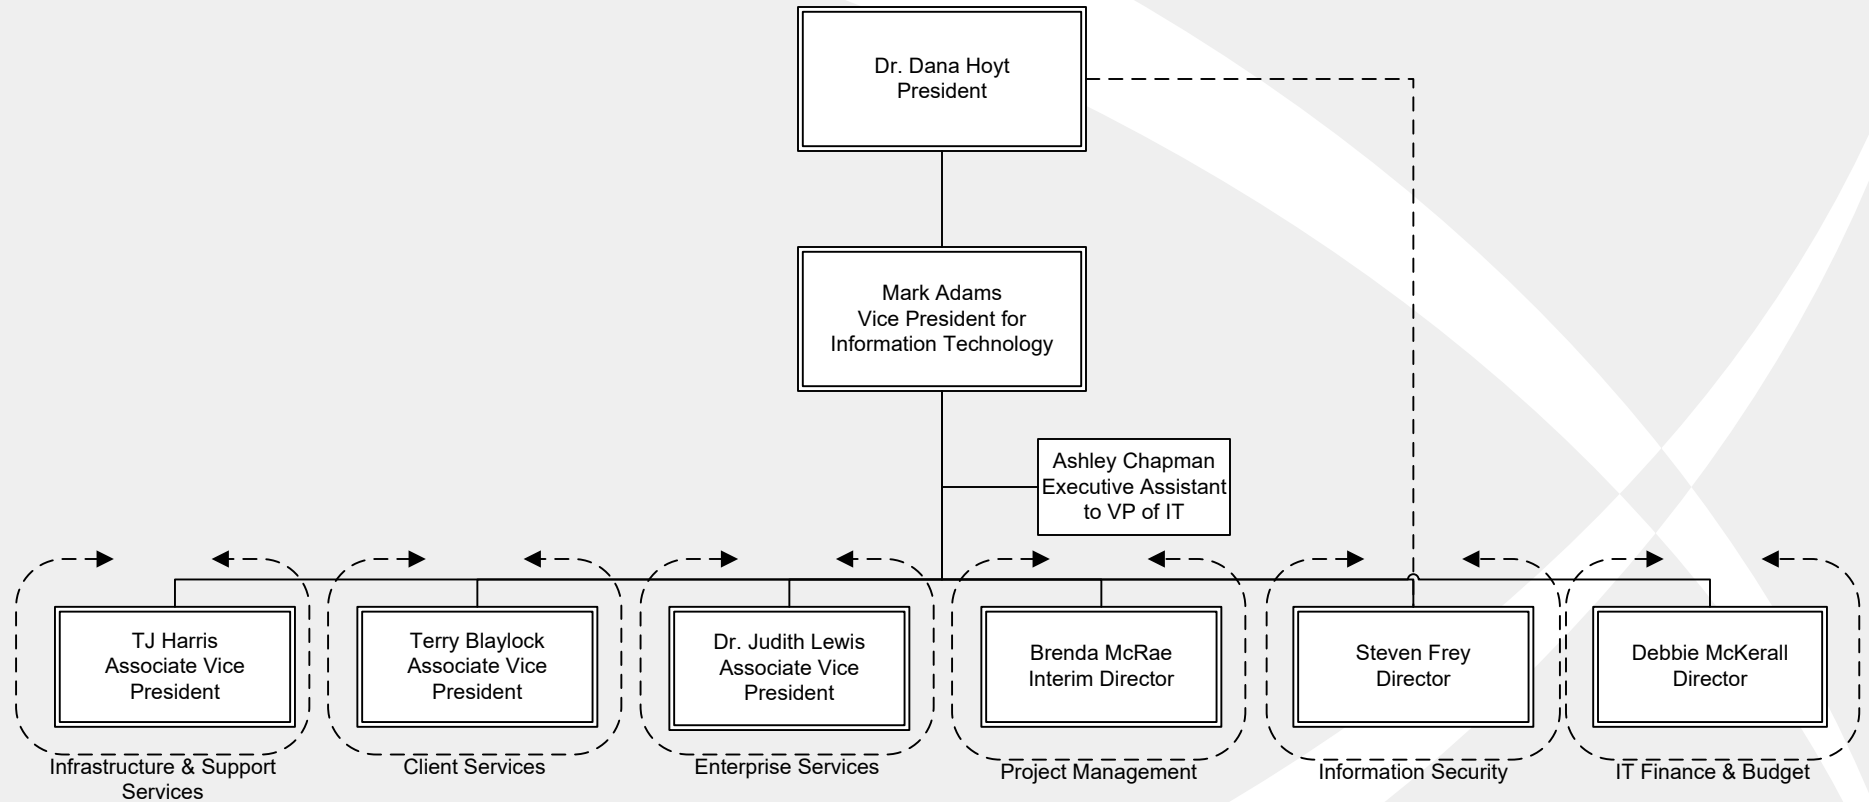 Dr. Dana Hoyt
President
Mark Adams
Vice President for
Information Technology
Ashley Chapman
Executive Assistant
to VP of IT
TJ Harris
Associate Vice
President
Terry Blaylock
Associate Vice
President
Dr. Judith Lewis
Associate Vice
President
Brenda McRae
Interim Director
Steven Frey
Director
Debbie McKerall
Director
Infrastructure & Support
Services
Client Services
Enterprise Services
Project Management
Information Security
IT Finance & Budget